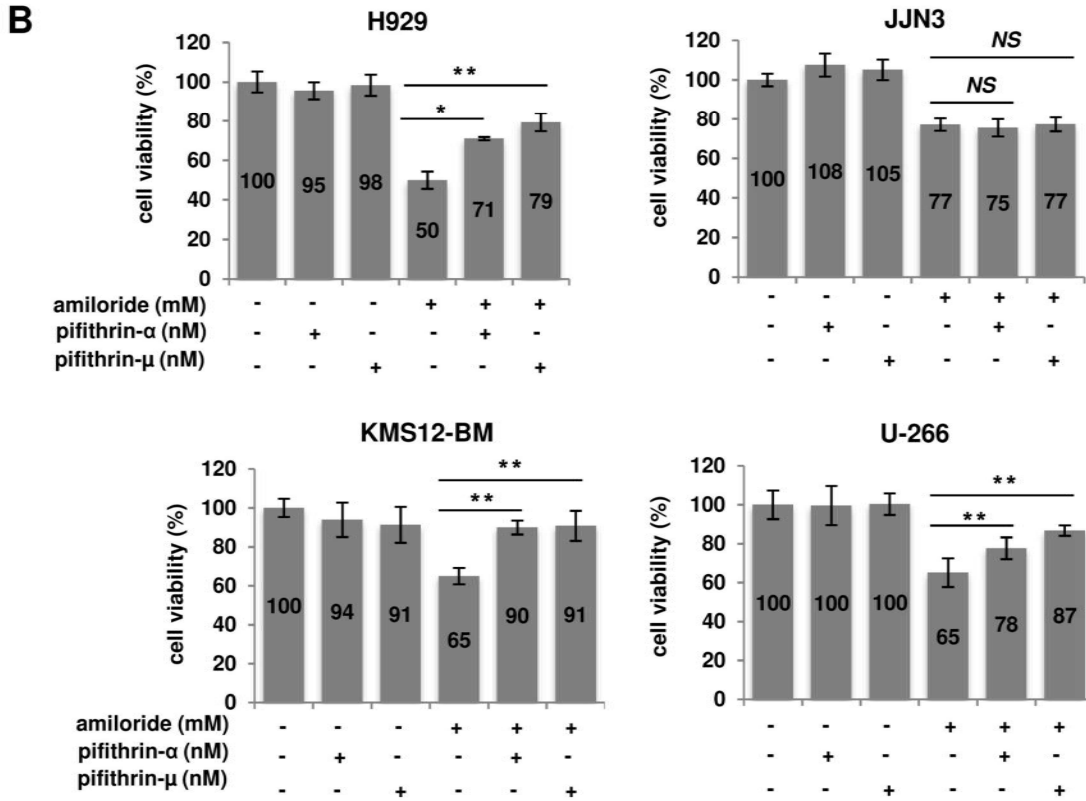 B
H929
cell viability (%)
120
100
80
60
40
20
0
100
95
98
50
71
79
*
**
amiloride (mM) - - - + + +
pifithrin-α (nM) - + - - + -
pifithrin-μ (nM) - - + - - +
JJN3
cell viability (%)
120
100
80
60
40
20
0
100
108
105
77
75
77
NS
NS
- - - + + +
- + - - + -
- - + - - +
KMS12-BM
cell viability (%)
120
100
80
60
40
20
0
100
94
91
65
90
91
**
**
amiloride (mM) - - - + + +
pifithrin-α (nM) - + - - + -
pifithrin-μ (nM) - - + - - +
U-266
cell viability (%)
120
100
80
60
40
20
0
100
100
100
65
78
87
**
**
- - - + + +
- + - - + -
- - + - - +